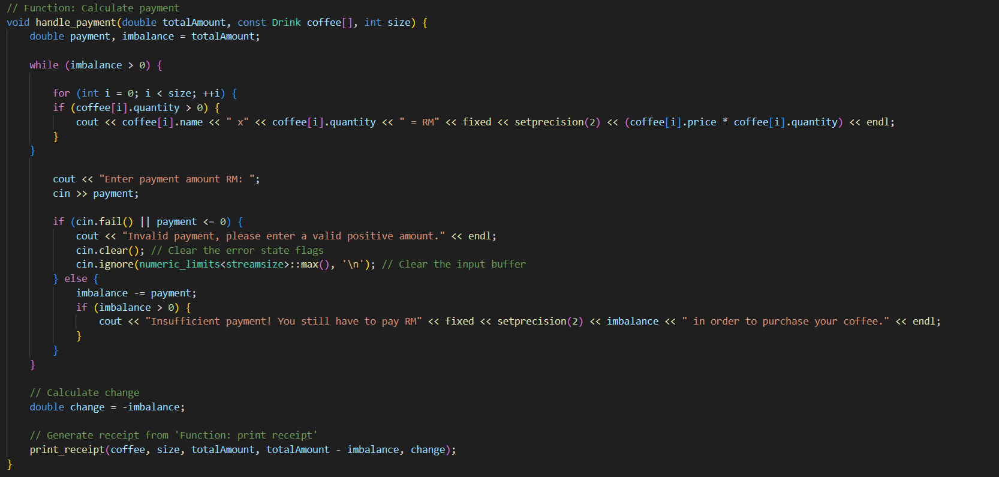 // Function: Calculate payment
void handle_payment(double totalAmount, const Drink coffee[], int size) {
    double payment, imbalance = totalAmount;

    while (imbalance > 0) {

        for (int i = 0; i < size; ++i) {
        if (coffee[i].quantity > 0) {
            cout << coffee[i].name << " x" << coffee[i].quantity << " = RM" << fixed << setprecision(2) << (coffee[i].price * coffee[i].quantity) << endl;
        }
    }

        cout << "Enter payment amount RM: ";
        cin >> payment;

        if (cin.fail() || payment <= 0) {
            cout << "Invalid payment, please enter a valid positive amount." << endl;
            cin.clear(); // Clear the error state flags
            cin.ignore(numeric_limits<streamsize>::max(), '\n'); // Clear the input buffer
        } else {
            imbalance -= payment;
            if (imbalance > 0) {
                cout << "Insufficient payment! You still have to pay RM" << fixed << setprecision(2) << imbalance << " in order to purchase your coffee." << endl;
            }
        }
    }

    // Calculate change
    double change = -imbalance;

    // Generate receipt from 'Function: print receipt'
    print_receipt(coffee, size, totalAmount, totalAmount - imbalance, change);
}